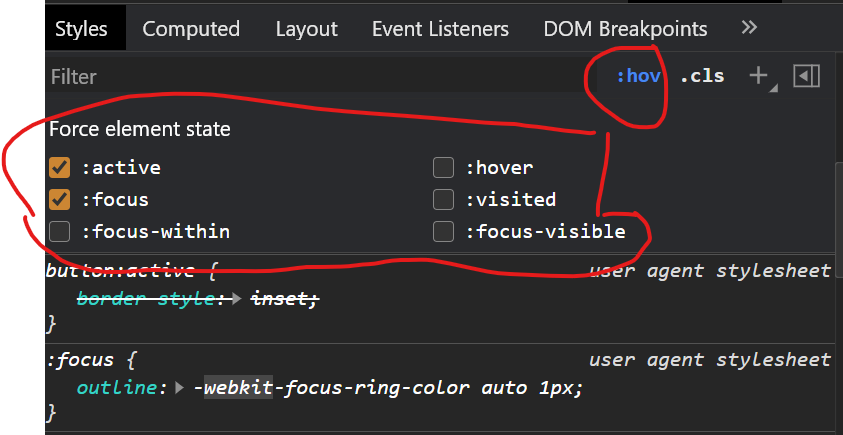 Styles Computed Layout Event Listeners DOM Breakpoints »
Filter :hov .cls +
Force element state
:active :hover
:focus :visited
:focus-within :focus-visible
button:active { user agent stylesheet
border-style: ▶ inset;
}
:focus { user agent stylesheet
outline: ▶ -webkit-focus-ring-color auto 1px;
}